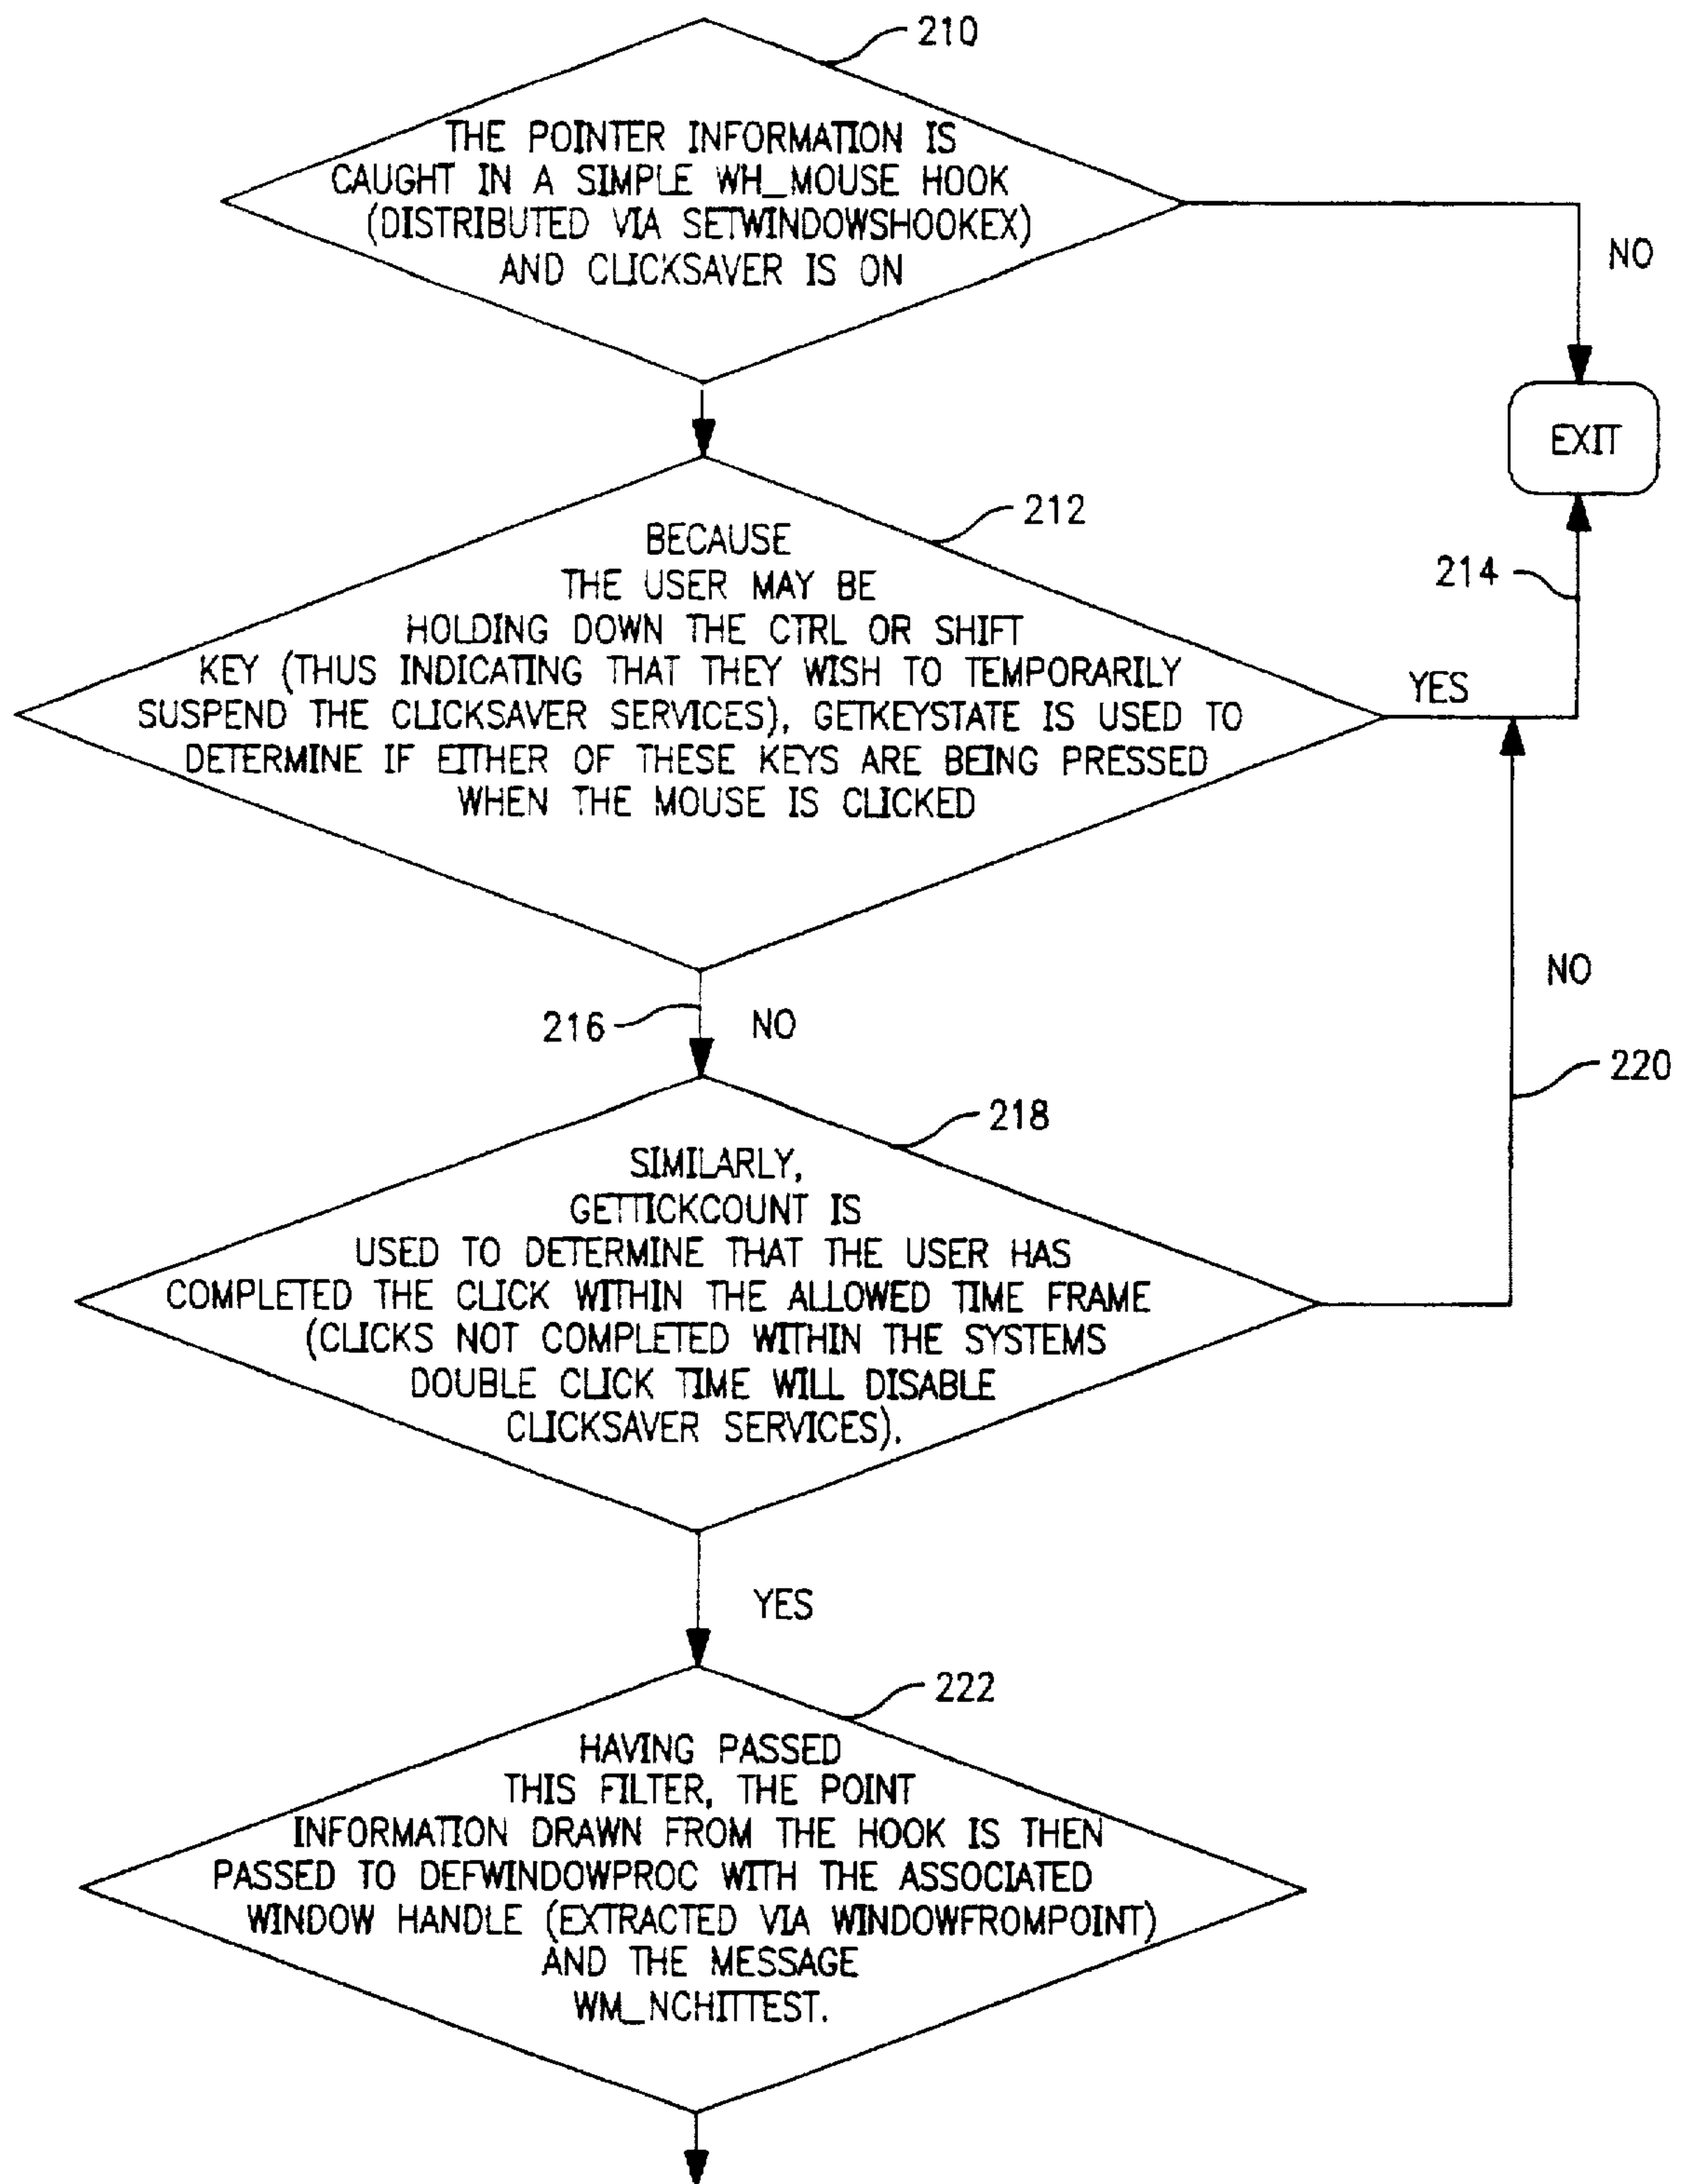 210
THE POINTER INFORMATION IS
CAUGHT IN A SIMPLE WH_MOUSE HOOK
(DISTRIBUTED VIA SETWINDOWSHOOKEX)
AND CLICKSAVER IS ON
NO
EXIT
212
BECAUSE
THE USER MAY BE
HOLDING DOWN THE CTRL OR SHIFT
KEY (THUS INDICATING THAT THEY WISH TO TEMPORARILY
SUSPEND THE CLICKSAVER SERVICES), GETKEYSTATE IS USED TO
DETERMINE IF EITHER OF THESE KEYS ARE BEING PRESSED
WHEN THE MOUSE IS CLICKED
214
YES
216
NO
NO
220
218
SIMILARLY,
GETTICKCOUNT IS
USED TO DETERMINE THAT THE USER HAS
COMPLETED THE CLICK WITHIN THE ALLOWED TIME FRAME
(CLICKS NOT COMPLETED WITHIN THE SYSTEMS
DOUBLE CLICK TIME WILL DISABLE
CLICKSAVER SERVICES).
YES
222
HAVING PASSED
THIS FILTER, THE POINT
INFORMATION DRAWN FROM THE HOOK IS THEN
PASSED TO DEFWINDOWPROC WITH THE ASSOCIATED
WINDOW HANDLE (EXTRACTED VIA WINDOWFROMPOINT)
AND THE MESSAGE
WM_NCHITTEST.